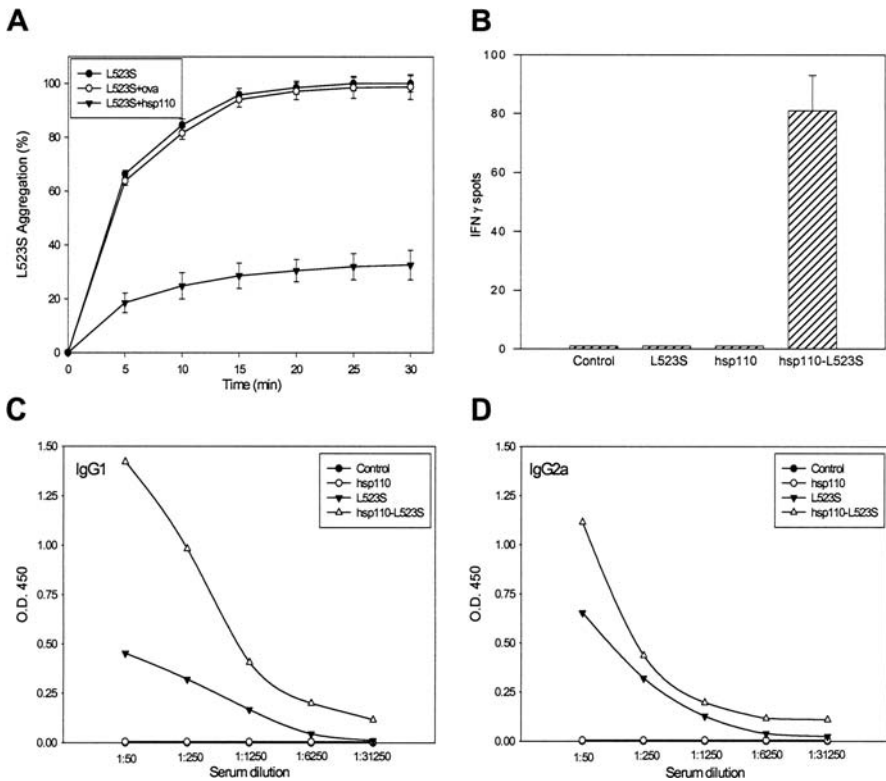 A
L523S
L523S+ova
L523S+hsp110
L523S Aggregation (%)
100
80
60
40
20
0
0 5 10 15 20 25 30
Time (min)
B
IFN γ spots
100
80
60
40
20
0
Control L523S hsp110 hsp110-L523S
C
IgG1
Control
hsp110
L523S
hsp110-L523S
O.D. 450
1.50
1.25
1.00
0.75
0.50
0.25
0.00
1:50 1:250 1::1250 1:6250 1:31250
Serum dilution
D
IgG2a
Control
hsp110
L523S
hsp110-L523S
O.D. 450
1.50
1.25
1.00
0.75
0.50
0.25
0.00
1:50 1:250 1::1250 1:6250 1:31250
Serum dilution